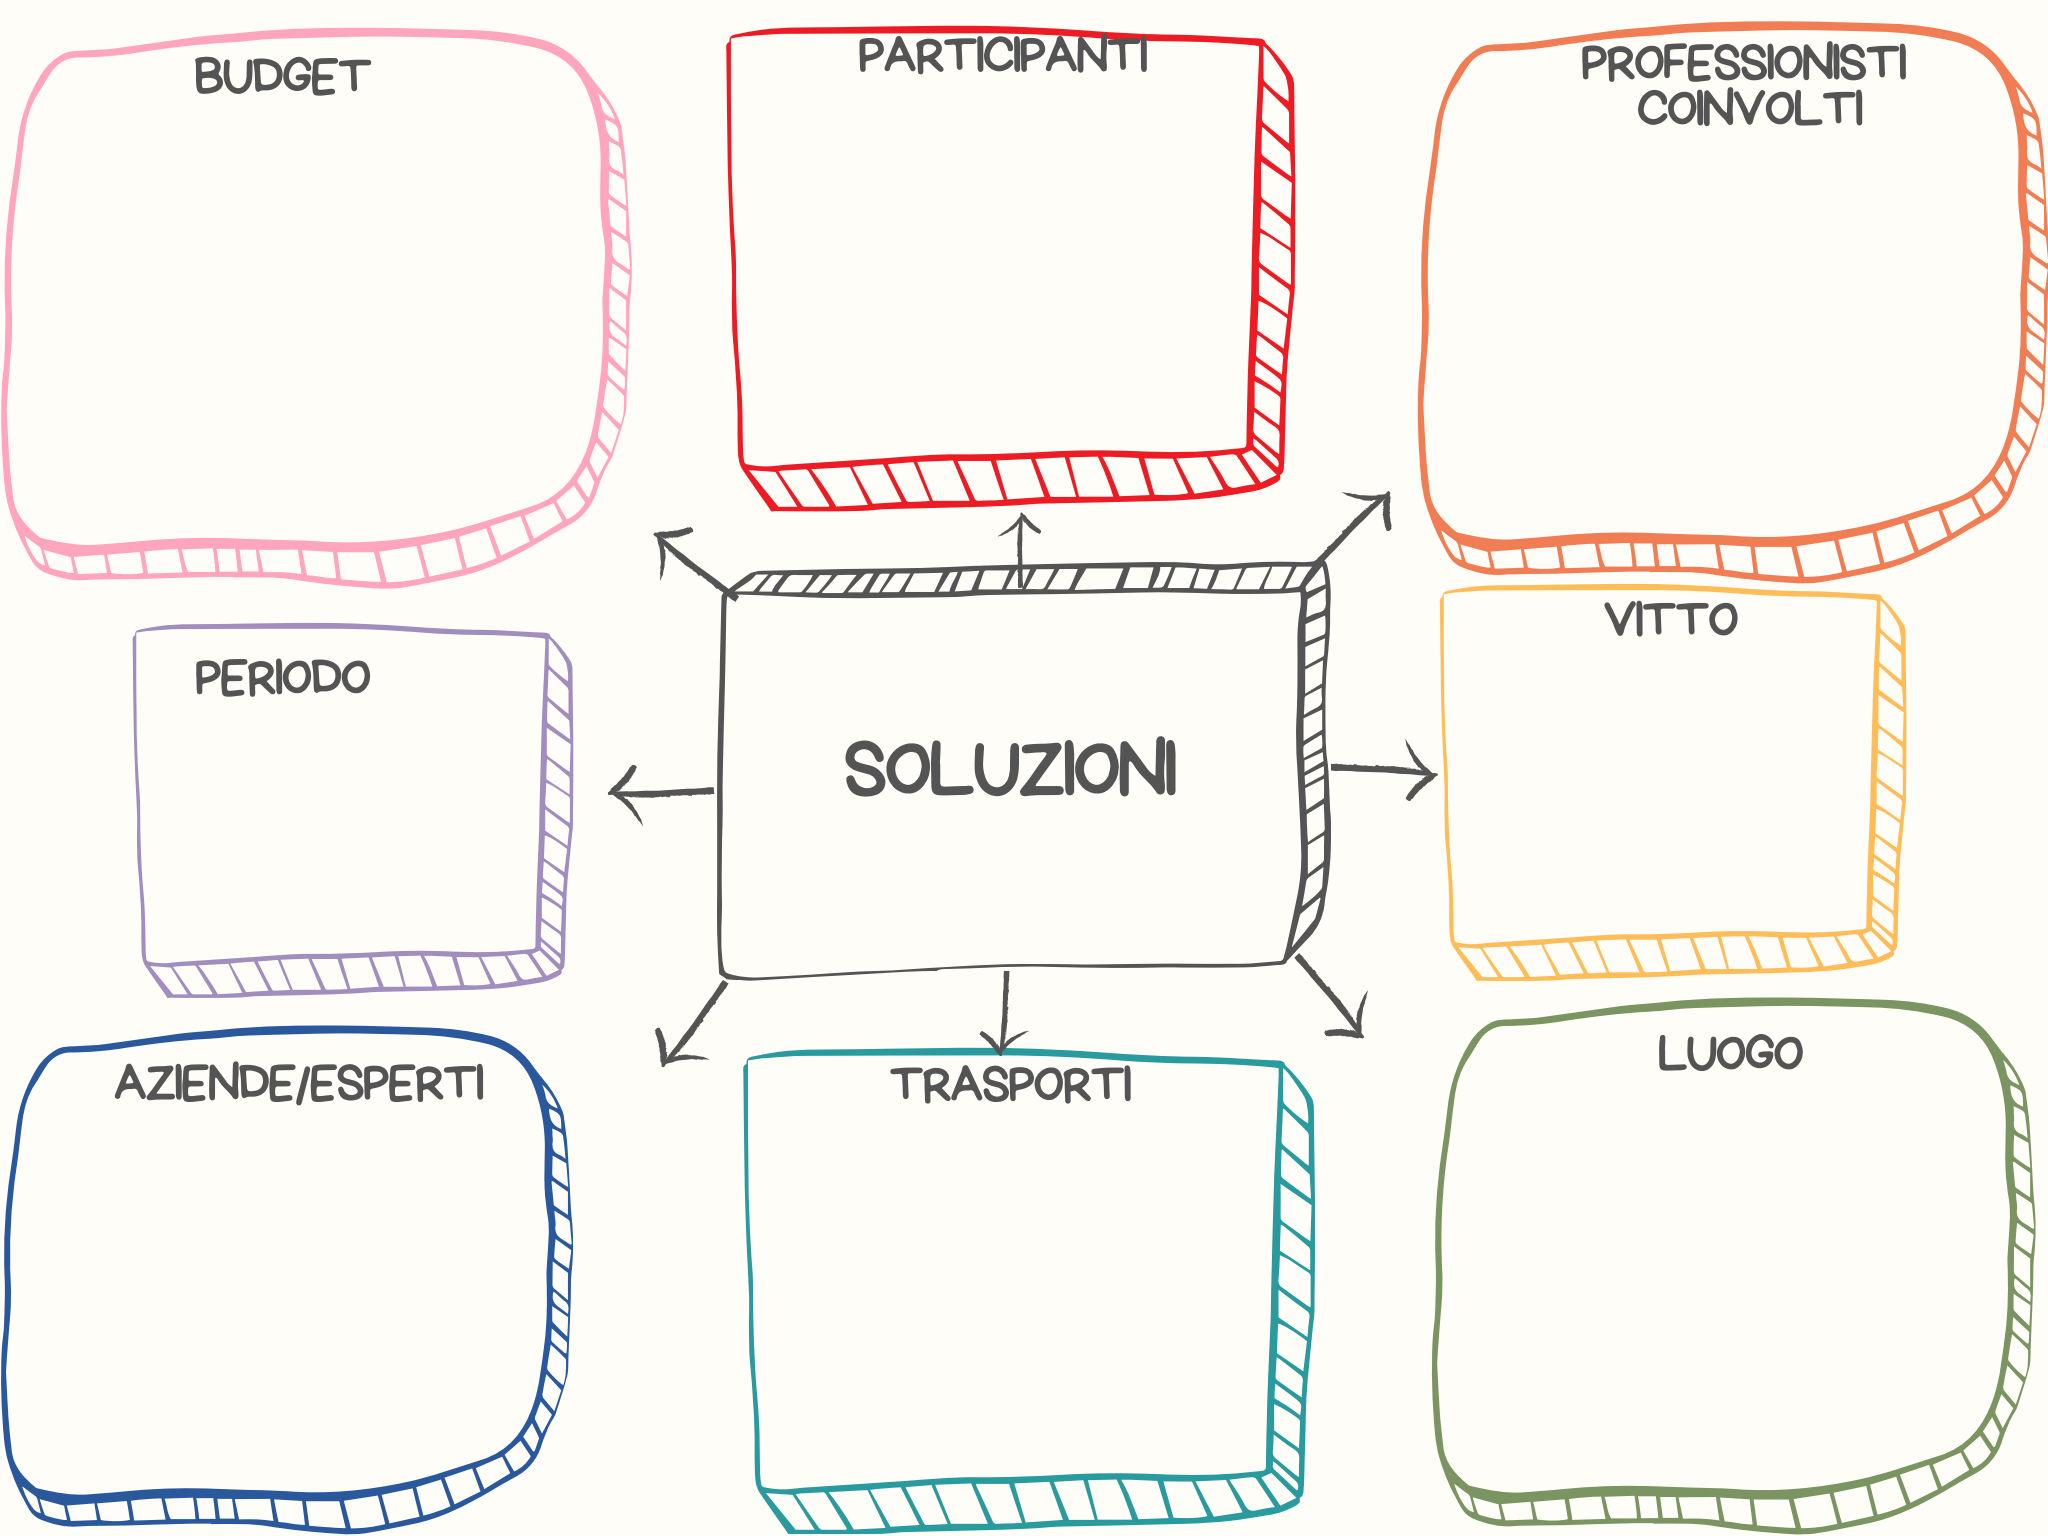 BUDGET
PARTICIPANTI
PROFESSIONISTI
COINVOLTI
PERIODO
SOLUZIONI
VITTO
AZIENDE/ESPERTI
TRASPORTI
LUOGO